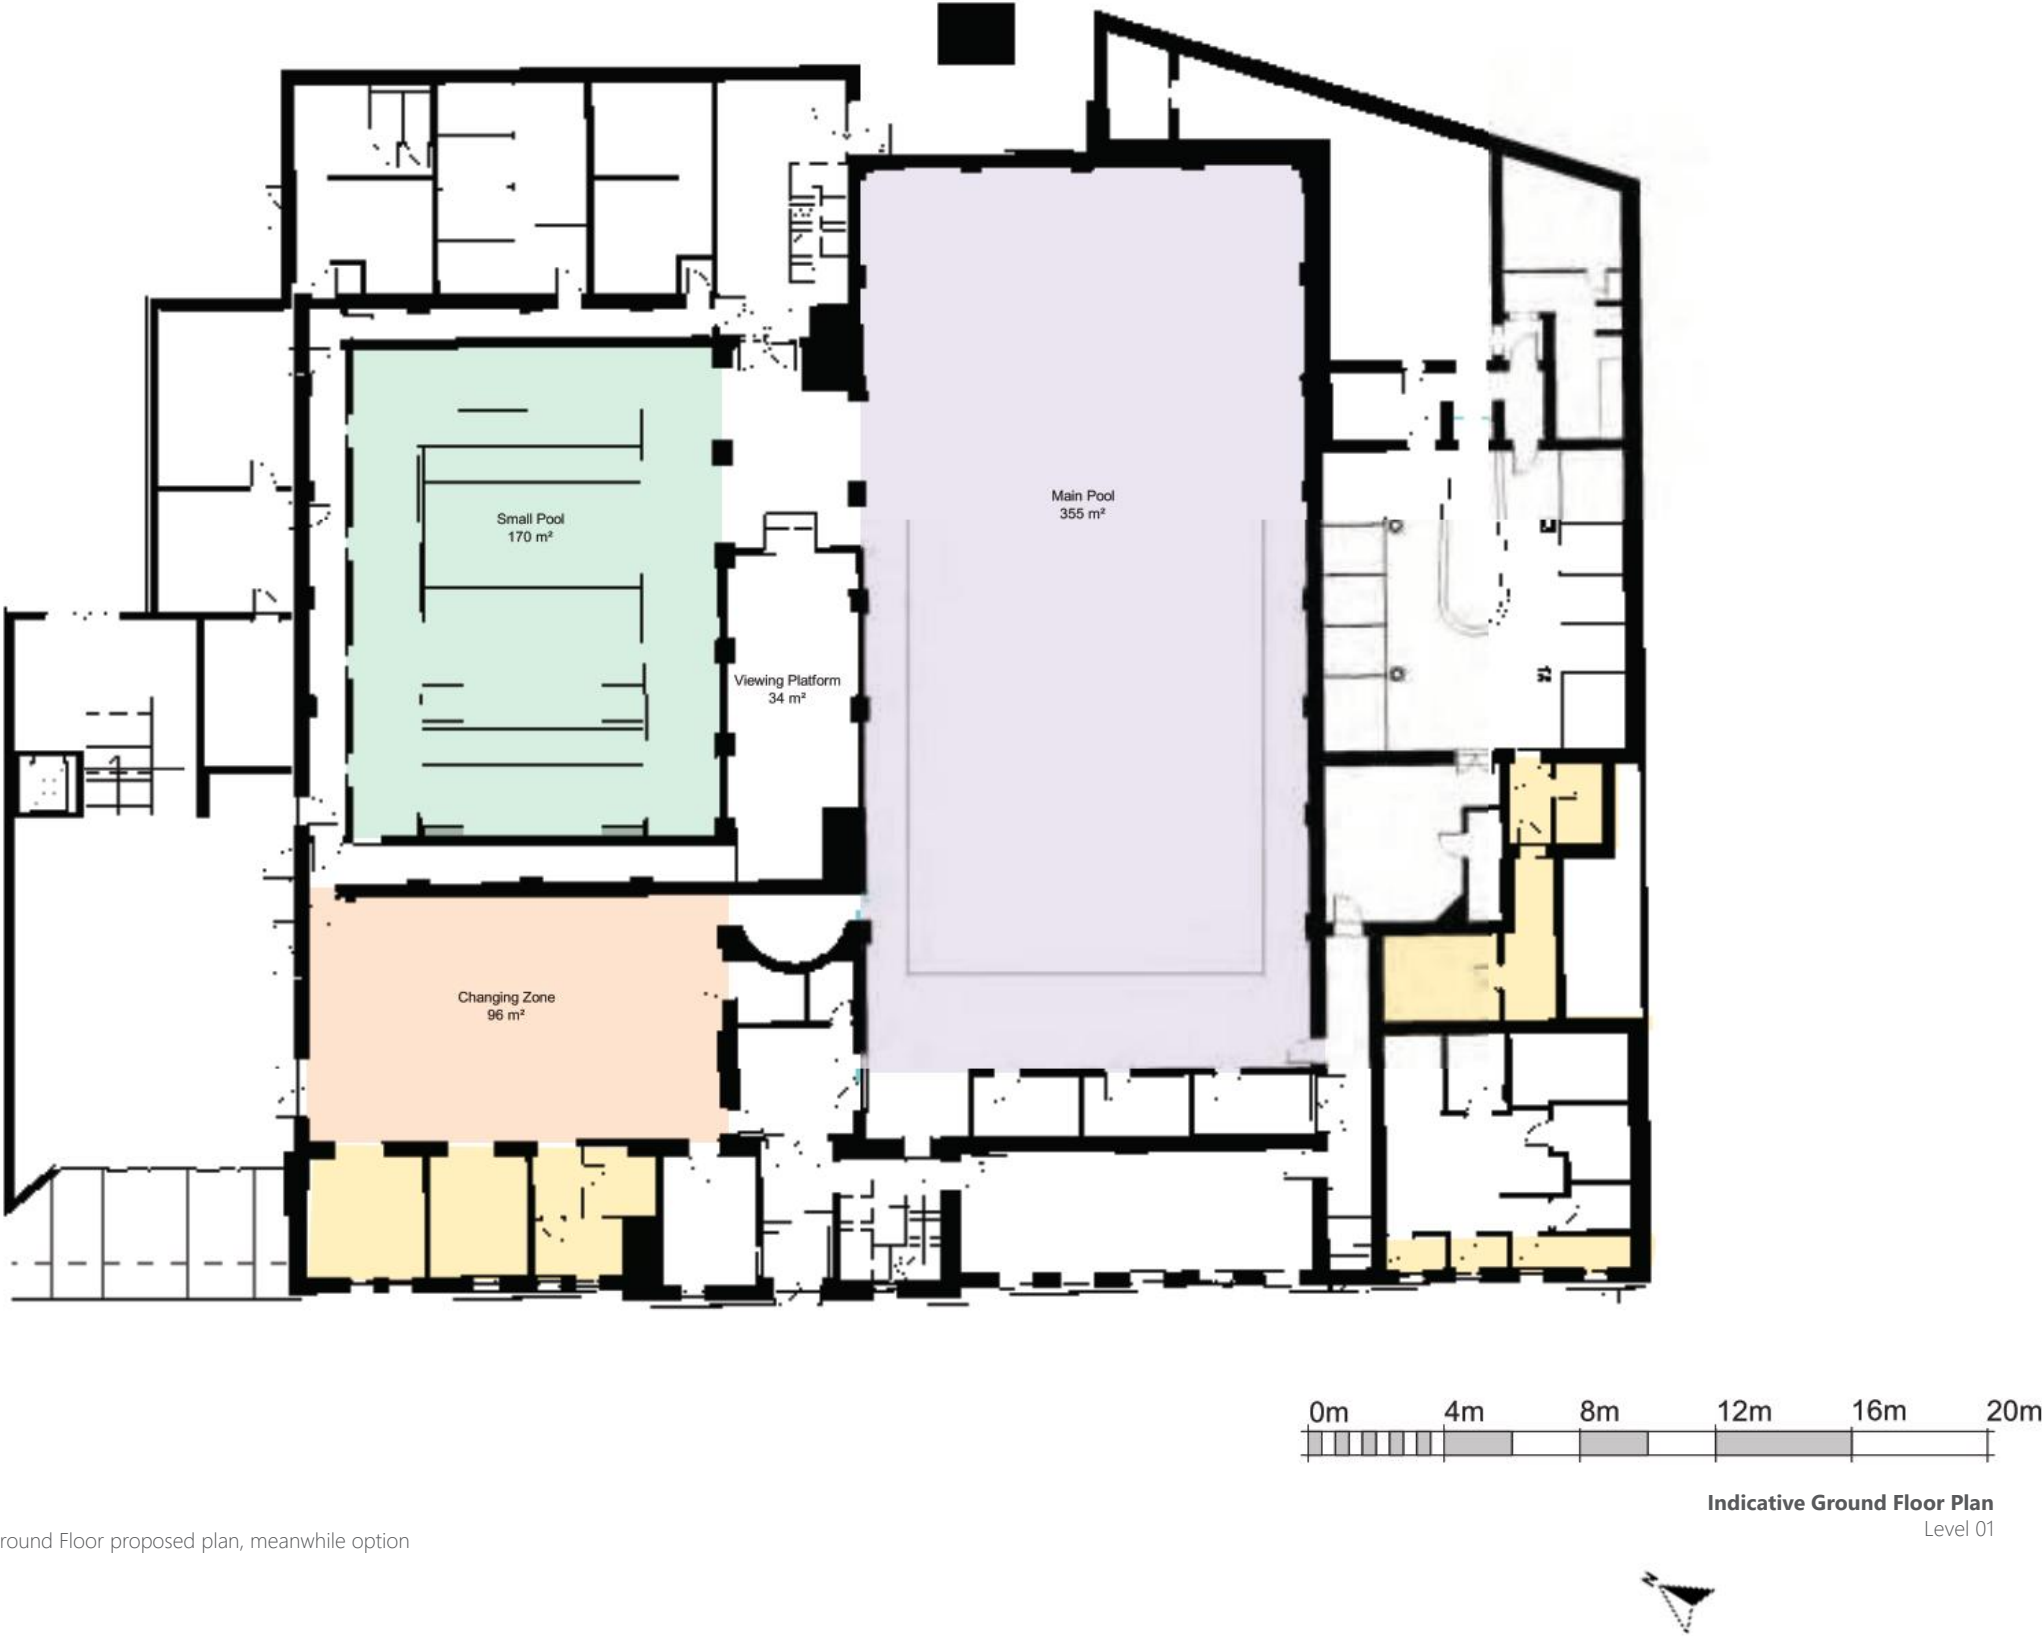 Main Pool
355 m²
Small Pool
170 m²
Viewing Platform
34 m²
Changing Zone
96 m²
0m 4m 8m 12m 16m 20m
Indicative Ground Floor Plan
Level 01
round Floor proposed plan, meanwhile option
N